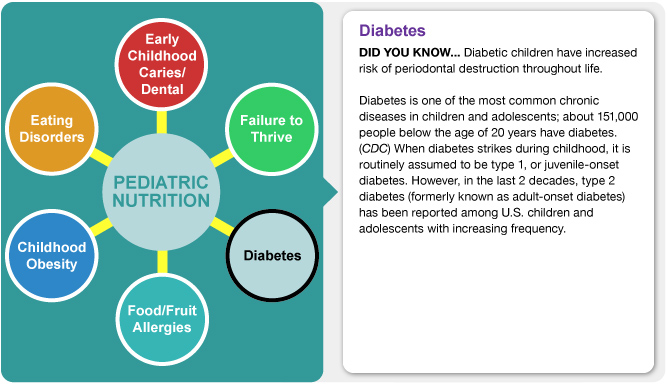 Early
Childhood
Caries/
Dental
Eating
Disorders
Failure to
Thrive
PEDIATRIC
NUTRITION
Childhood
Obesity
Diabetes
Food/Fruit
Allergies
Diabetes
DID YOU KNOW... Diabetic children have increased
risk of periodontal destruction throughout life.
Diabetes is one of the most common chronic
diseases in children and adolescents; about 151,000
people below the age of 20 years have diabetes.
(CDC) When diabetes strikes during childhood, it is
routinely assumed to be type 1, or juvenile-onset
diabetes. However, in the last 2 decades, type 2
diabetes (formerly known as adult-onset diabetes)
has been reported among U.S. children and
adolescents with increasing frequency.